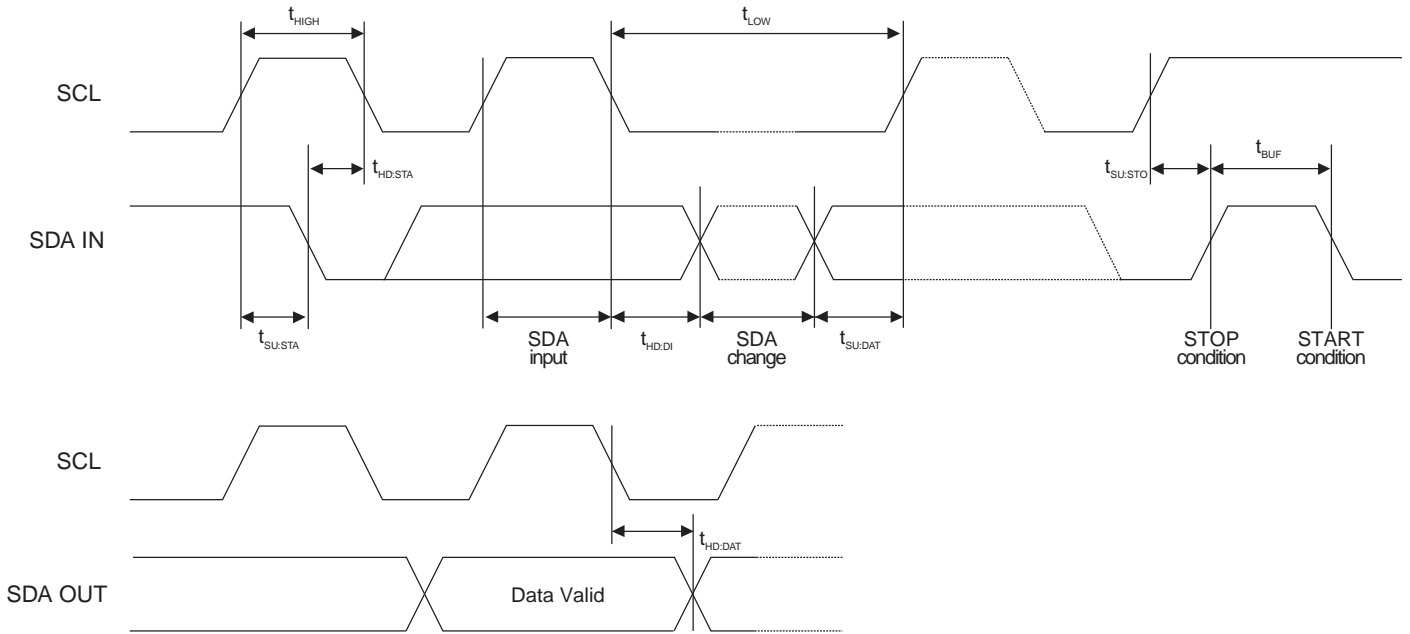 tHIGH
tLOW
SCL
tHD:STA
tSU:STO
tBUF
SDA IN
tSU:STA
SDA
input
tHD:DI
SDA
change
tSU:DAT
STOP
condition
START
condition
SCL
tHD:DAT
SDA OUT
Data Valid